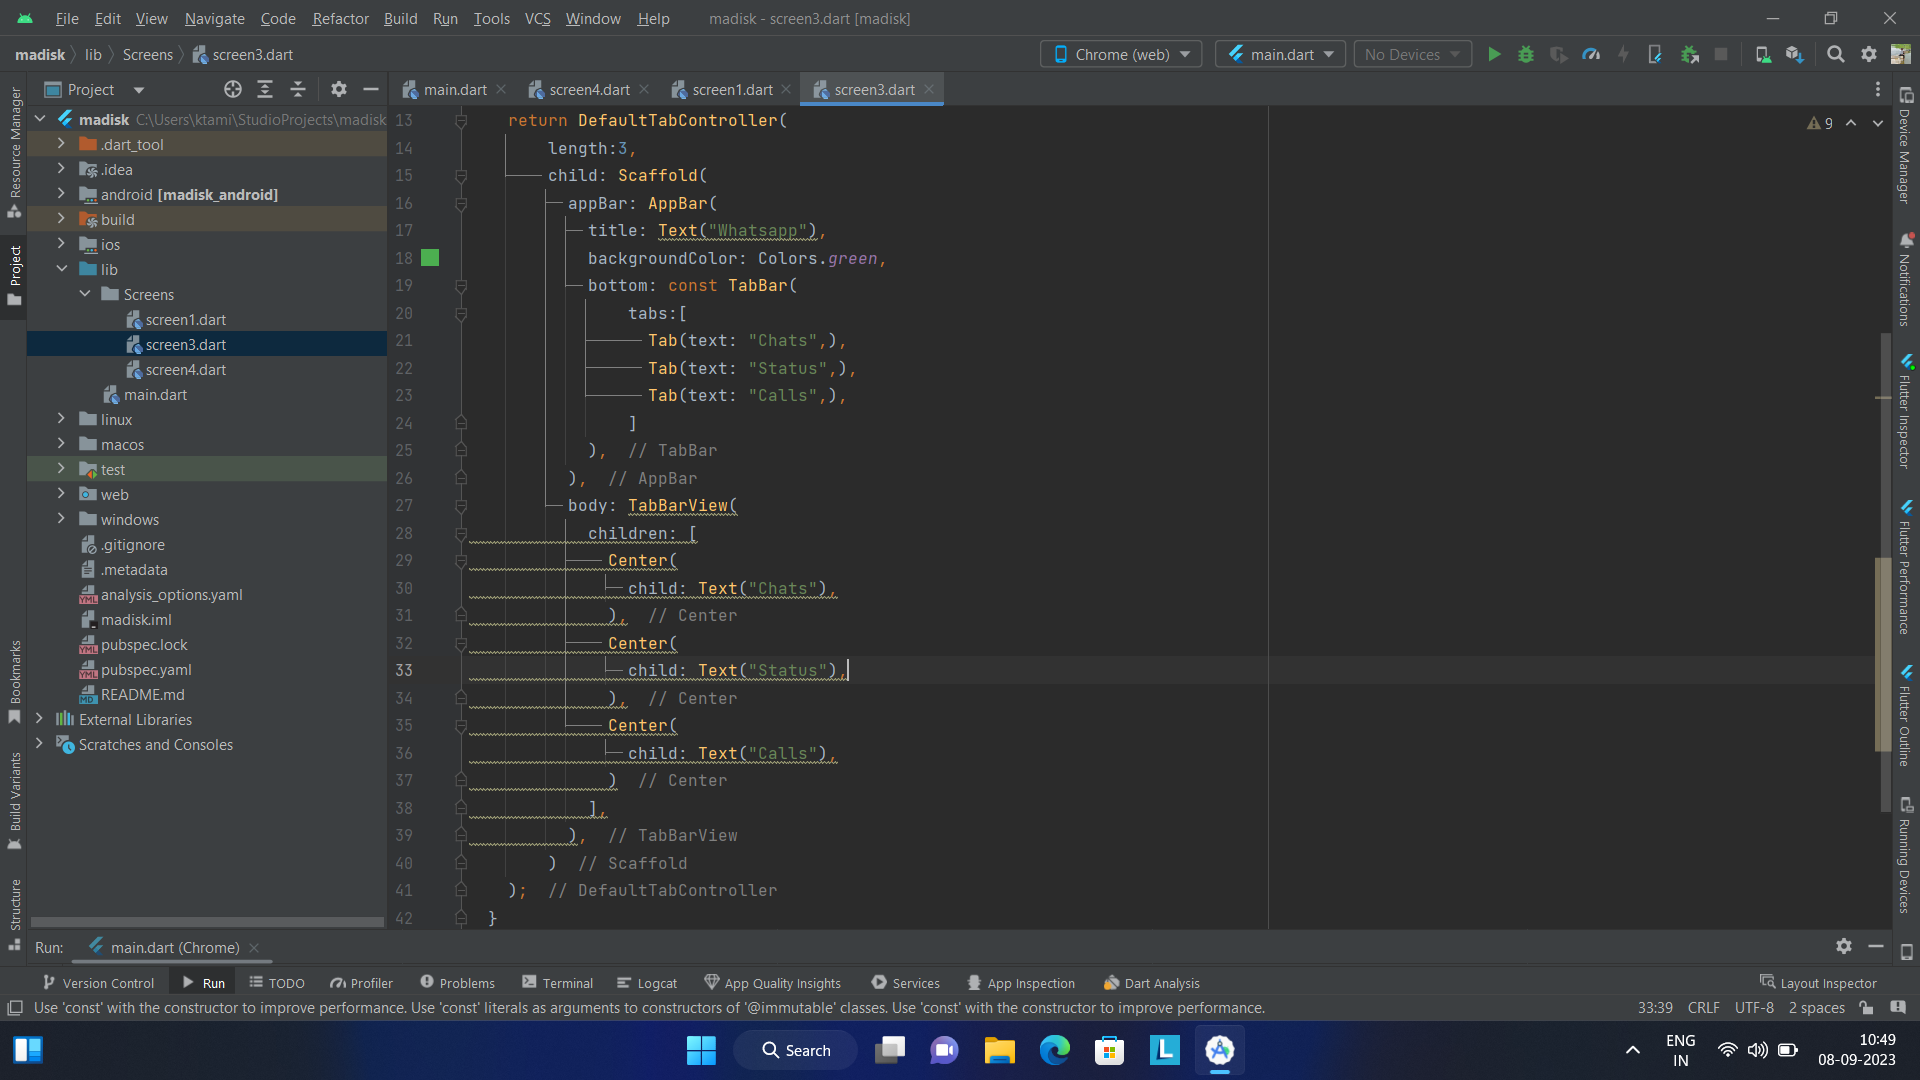 File Edit View Navigate Code Refactor Build Run Tools VCS Window Help madisk - screen3.dart [madisk]
madisk lib Screens screen3.dart Chrome (web) main.dart No Devices
Project main.dart screen4.dart screen1.dart screen3.dart
madisk C:\Users\ktami\StudioProjects\madisk
.dart_tool
.idea
android [madisk_android]
build
ios
lib
Screens
screen1.dart
screen3.dart
screen4.dart
main.dart
linux
macos
test
web
windows
.gitignore
.metadata
analysis_options.yaml
madisk.iml
pubspec.lock
pubspec.yaml
README.md
External Libraries
Scratches and Consoles
Resource Manager
Project
Bookmarks
Build Variants
Structure
13 return DefaultTabController(
14 length:3,
15 child: Scaffold(
16 appBar: AppBar(
17 title: Text("Whatsapp"),
18 backgroundColor: Colors.green,
19 bottom: const TabBar(
20 tabs:[
21 Tab(text: "Chats",),
22 Tab(text: "Status",),
23 Tab(text: "Calls",),
24 ]
25 ), // TabBar
26 ), // AppBar
27 body: TabBarView(
28 children: [
29 Center(
30 child: Text("Chats"),
31 ), // Center
32 Center(
33 child: Text("Status"),
34 ), // Center
35 Center(
36 child: Text("Calls"),
37 ) // Center
38 ],
39 ), // TabBarView
40 ) // Scaffold
41 ); // DefaultTabController
42 }
9
Device Manager
Notifications
Flutter Inspector
Flutter Performance
Flutter Outline
Running Devices
Run: main.dart (Chrome)
Version Control Run TODO Profiler Problems Terminal Logcat App Quality Insights Services App Inspection Dart Analysis Layout Inspector
Use 'const' with the constructor to improve performance. Use 'const' literals as arguments to constructors of '@immutable' classes. Use 'const' with the constructor to improve performance. 33:39 CRLF UTF-8 2 spaces
Search
ENG
IN
10:49
08-09-2023